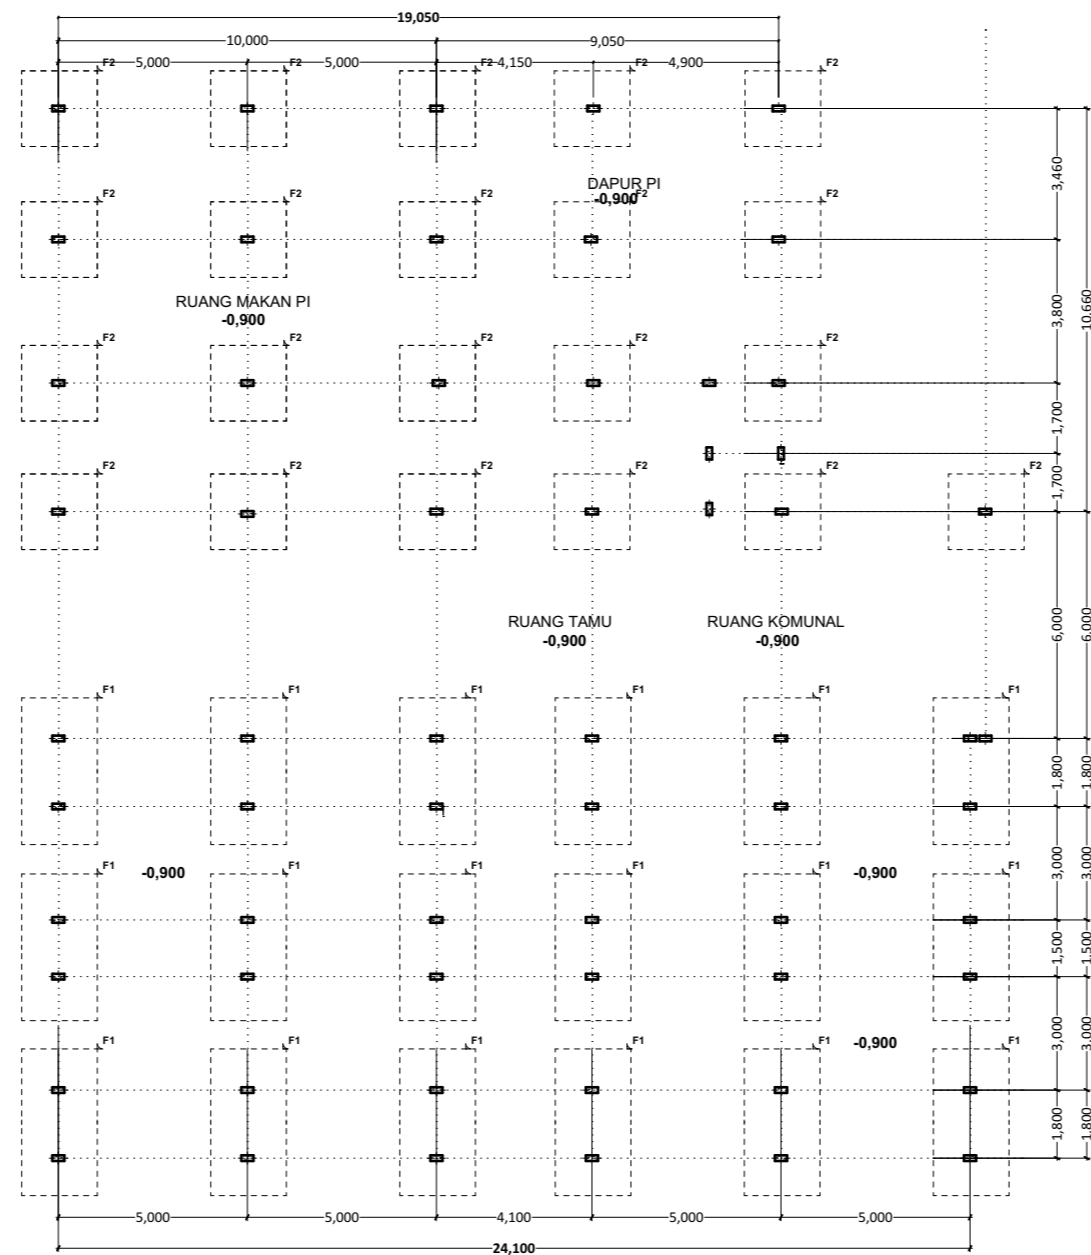 19,050
10,000
9,050
5,000
5,000
4,150
4,900
F2
F2
F2
F2
F2
3,460
10.660
DAPUR PI
-0,900
F2
F2
F2
F2
F2
RUANG MAKAN PI
-0,900
3,800
F2
F2
F2
F2
F2
1,700
1,700
F2
F2
F2
F2
F2
F2
RUANG TAMU
-0,900
RUANG KOMUNAL
-0,900
6,000
6,000
F1
F1
F1
F1
F1
F1
1,800
1.800
-0,900
-0,900
3,000
3,000
F1
F1
F1
F1
F1
F1
1,500
1.500
-0,900
3,000
3,000
F1
F1
F1
F1
F1
F1
1,800
1.800
5,000
5,000
4,100
5,000
5,000
24,100